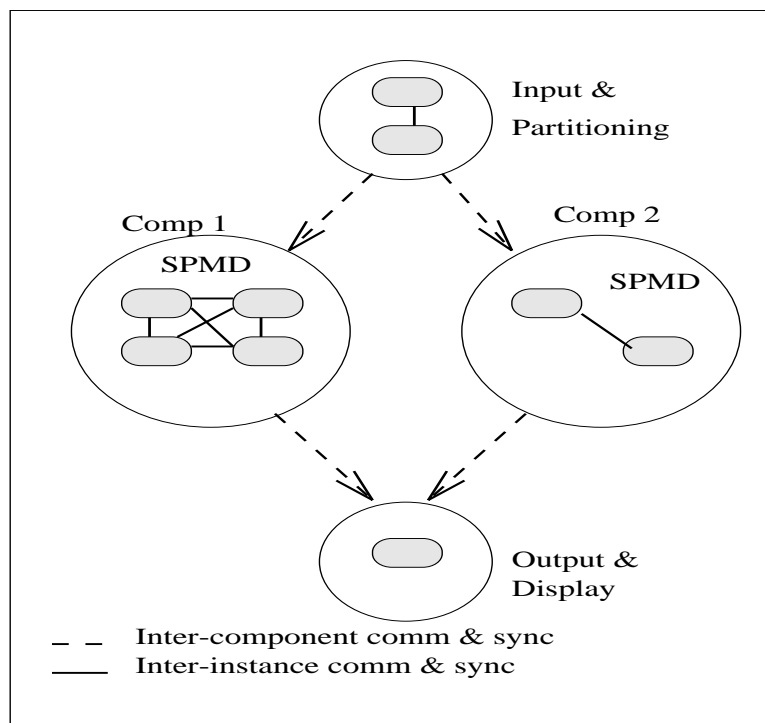 Input &
Partitioning
Comp 1
Comp 2
SPMD
SPMD
Output &
Display
Inter-component comm & sync
Inter-instance comm & sync